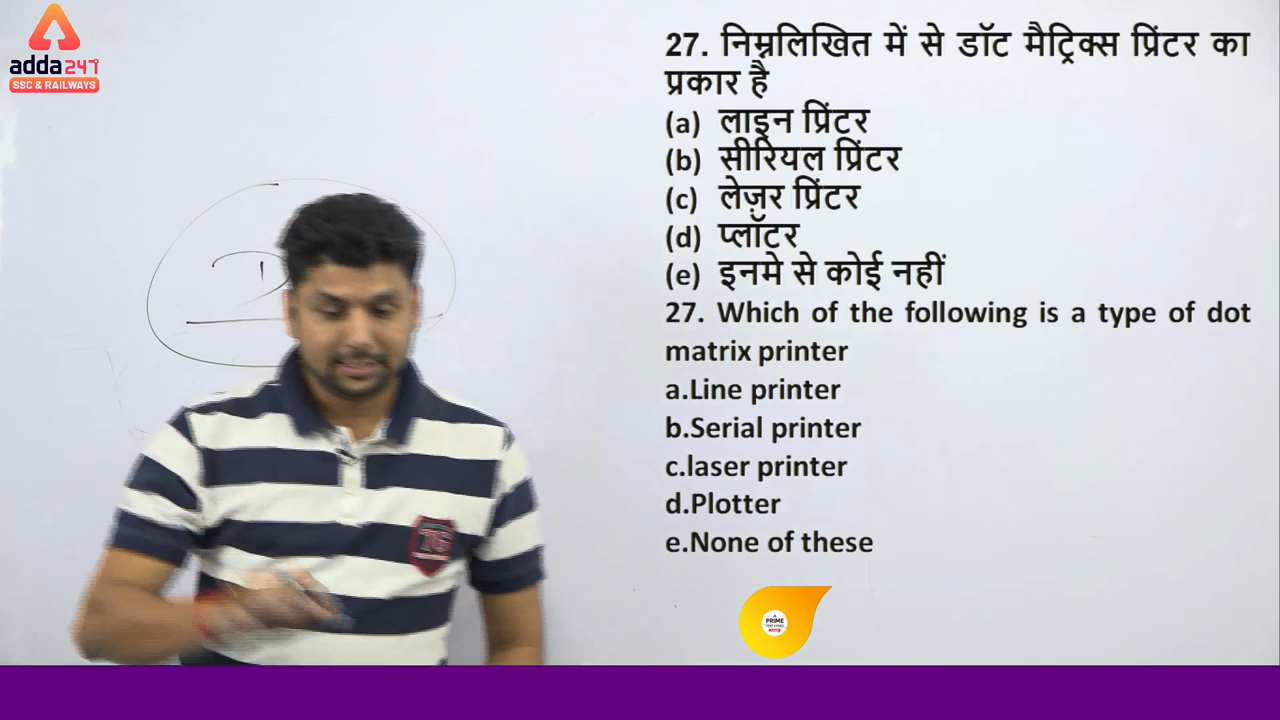 adda247
SSC & RAILWAYS
27. निम्नलिखित में से डॉट मैट्रिक्स प्रिंटर का
प्रकार है
(a) लाइन प्रिंटर
(b) सीरियल प्रिंटर
(c) लेज़र प्रिंटर
(d) प्लॉटर
(e) इनमे से कोई नहीं
27. Which of the following is a type of dot
matrix printer
a.Line printer
b.Serial printer
c.laser printer
d.Plotter
e.None of these
76
PRIME